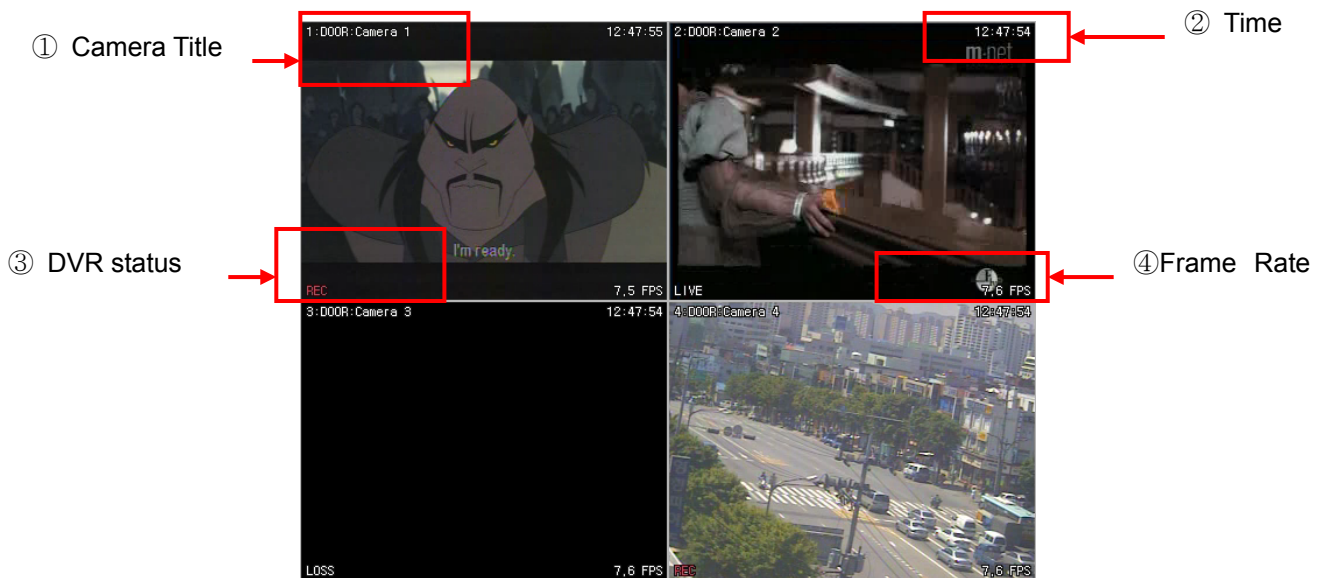 ① Camera Title
② Time
③ DVR status
④Frame Rate
1:DOOR:Camera 1
12:47:55
I'm ready.
REC
7.5 FPS
2:DOOR:Camera 2
12:47:54
m·net
LIVE
7.6 FPS
3:DOOR:Camera 3
12:47:54
LOSS
7.6 FPS
4:DOOR:Camera 4
12:47:54
REC
7.6 FPS